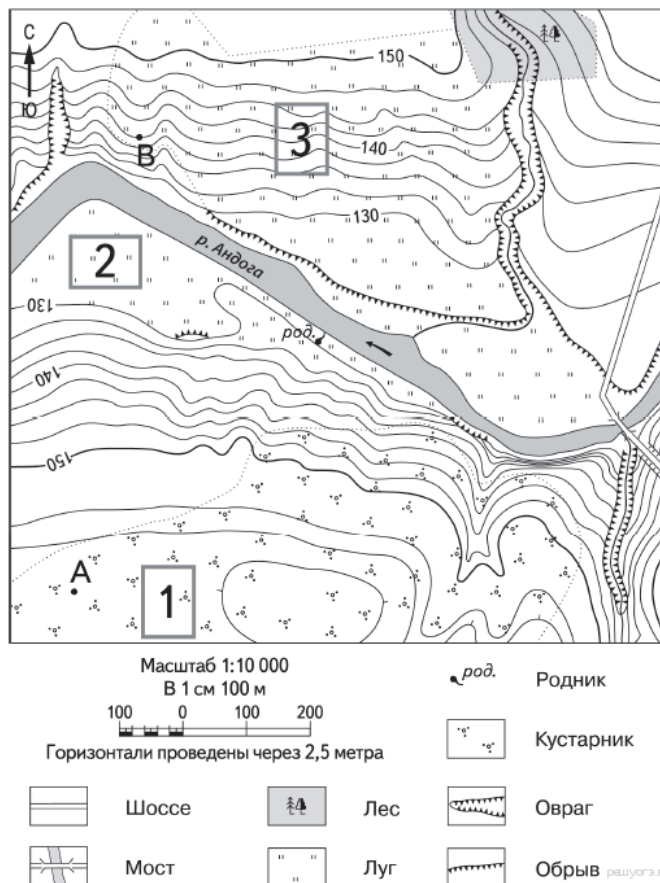 С
Ю
150
3
В
140
130
2
р. Андога
130
род.
140
150
А
1
Масштаб 1:10 000
В 1 см 100 м
100 0 100 200
Горизонтали проведены через 2,5 метра
род. Родник
Кустарник
Шоссе
Лес
Овраг
Мост
Луг
Обрыв